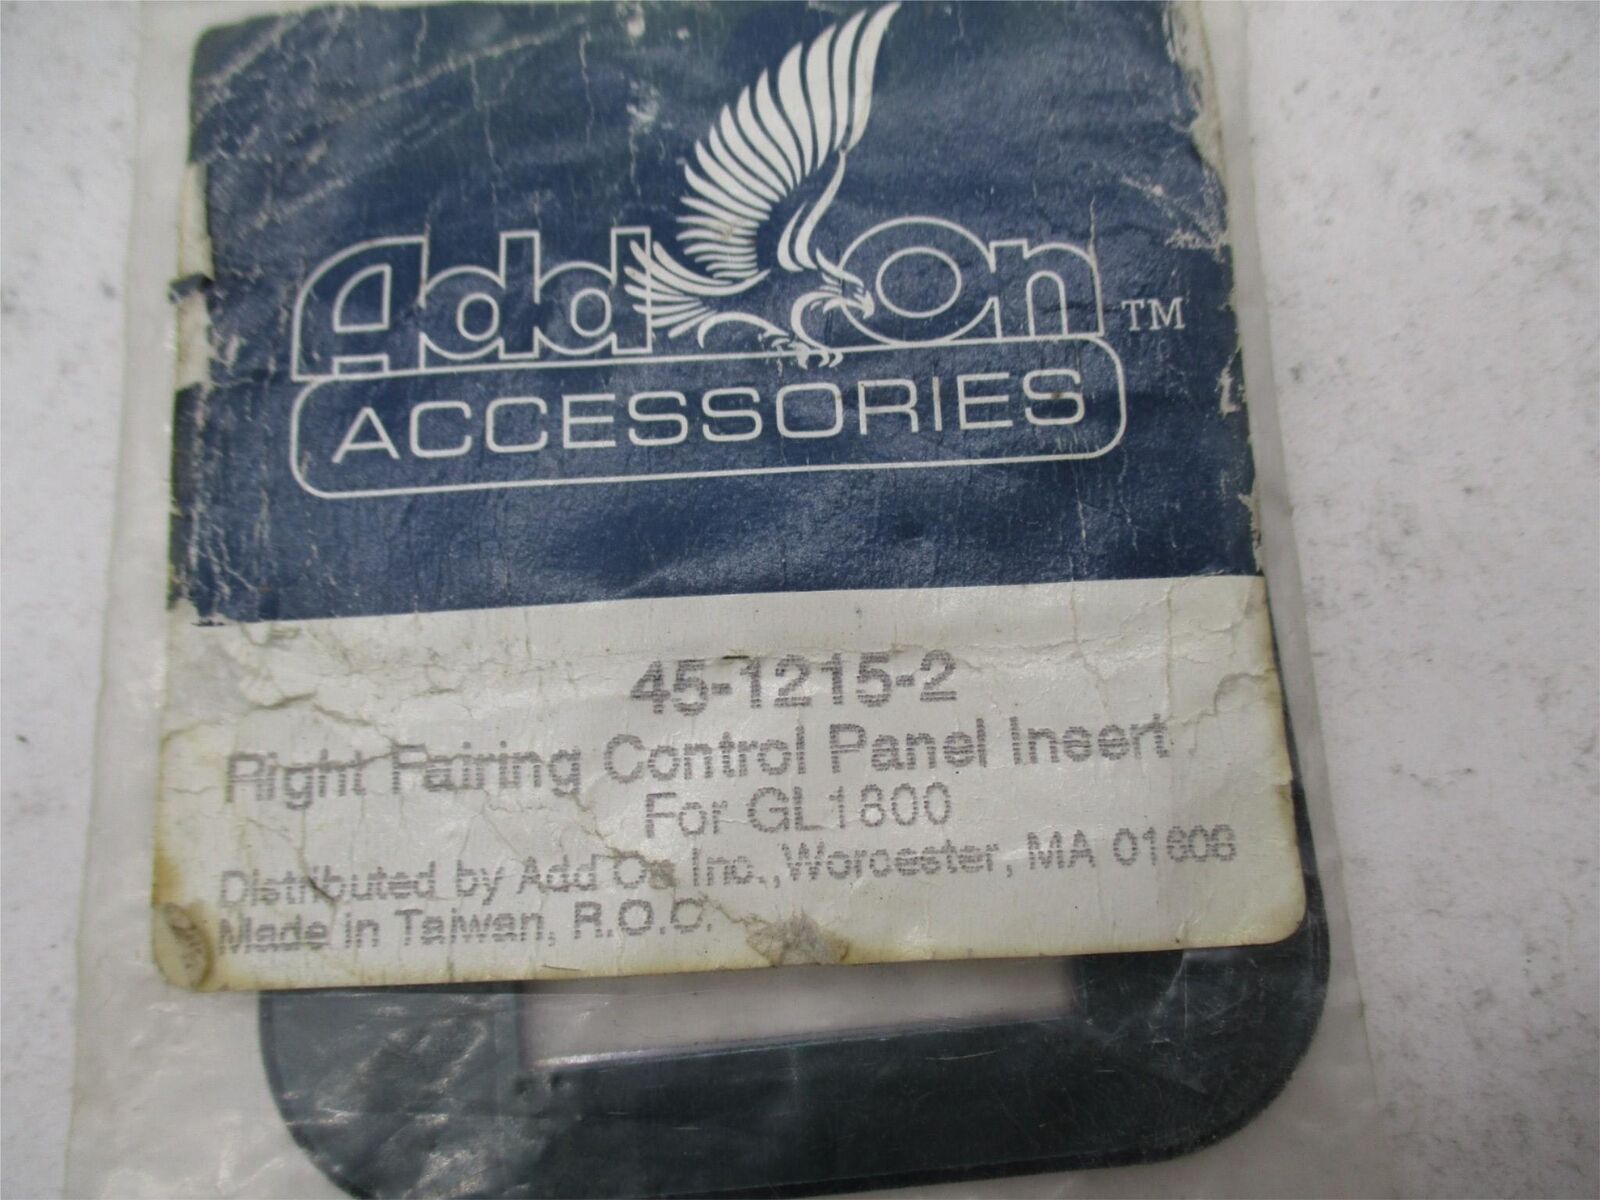 Add On TM
ACCESSORIES
45-1215-2
Right Fairing Control Panel Insert
For GL1800
Distributed by Add On Inc., Worcester, MA 01608
Made in Taiwan, R.O.C.